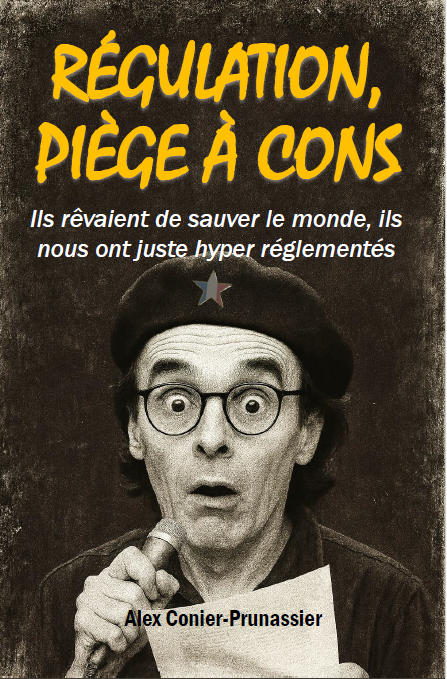 RÉGULATION,
PIÈGE À CONS
Ils rêvaient de sauver le monde, ils
nous ont juste hyper réglementés
Alex Conier-Prunassier